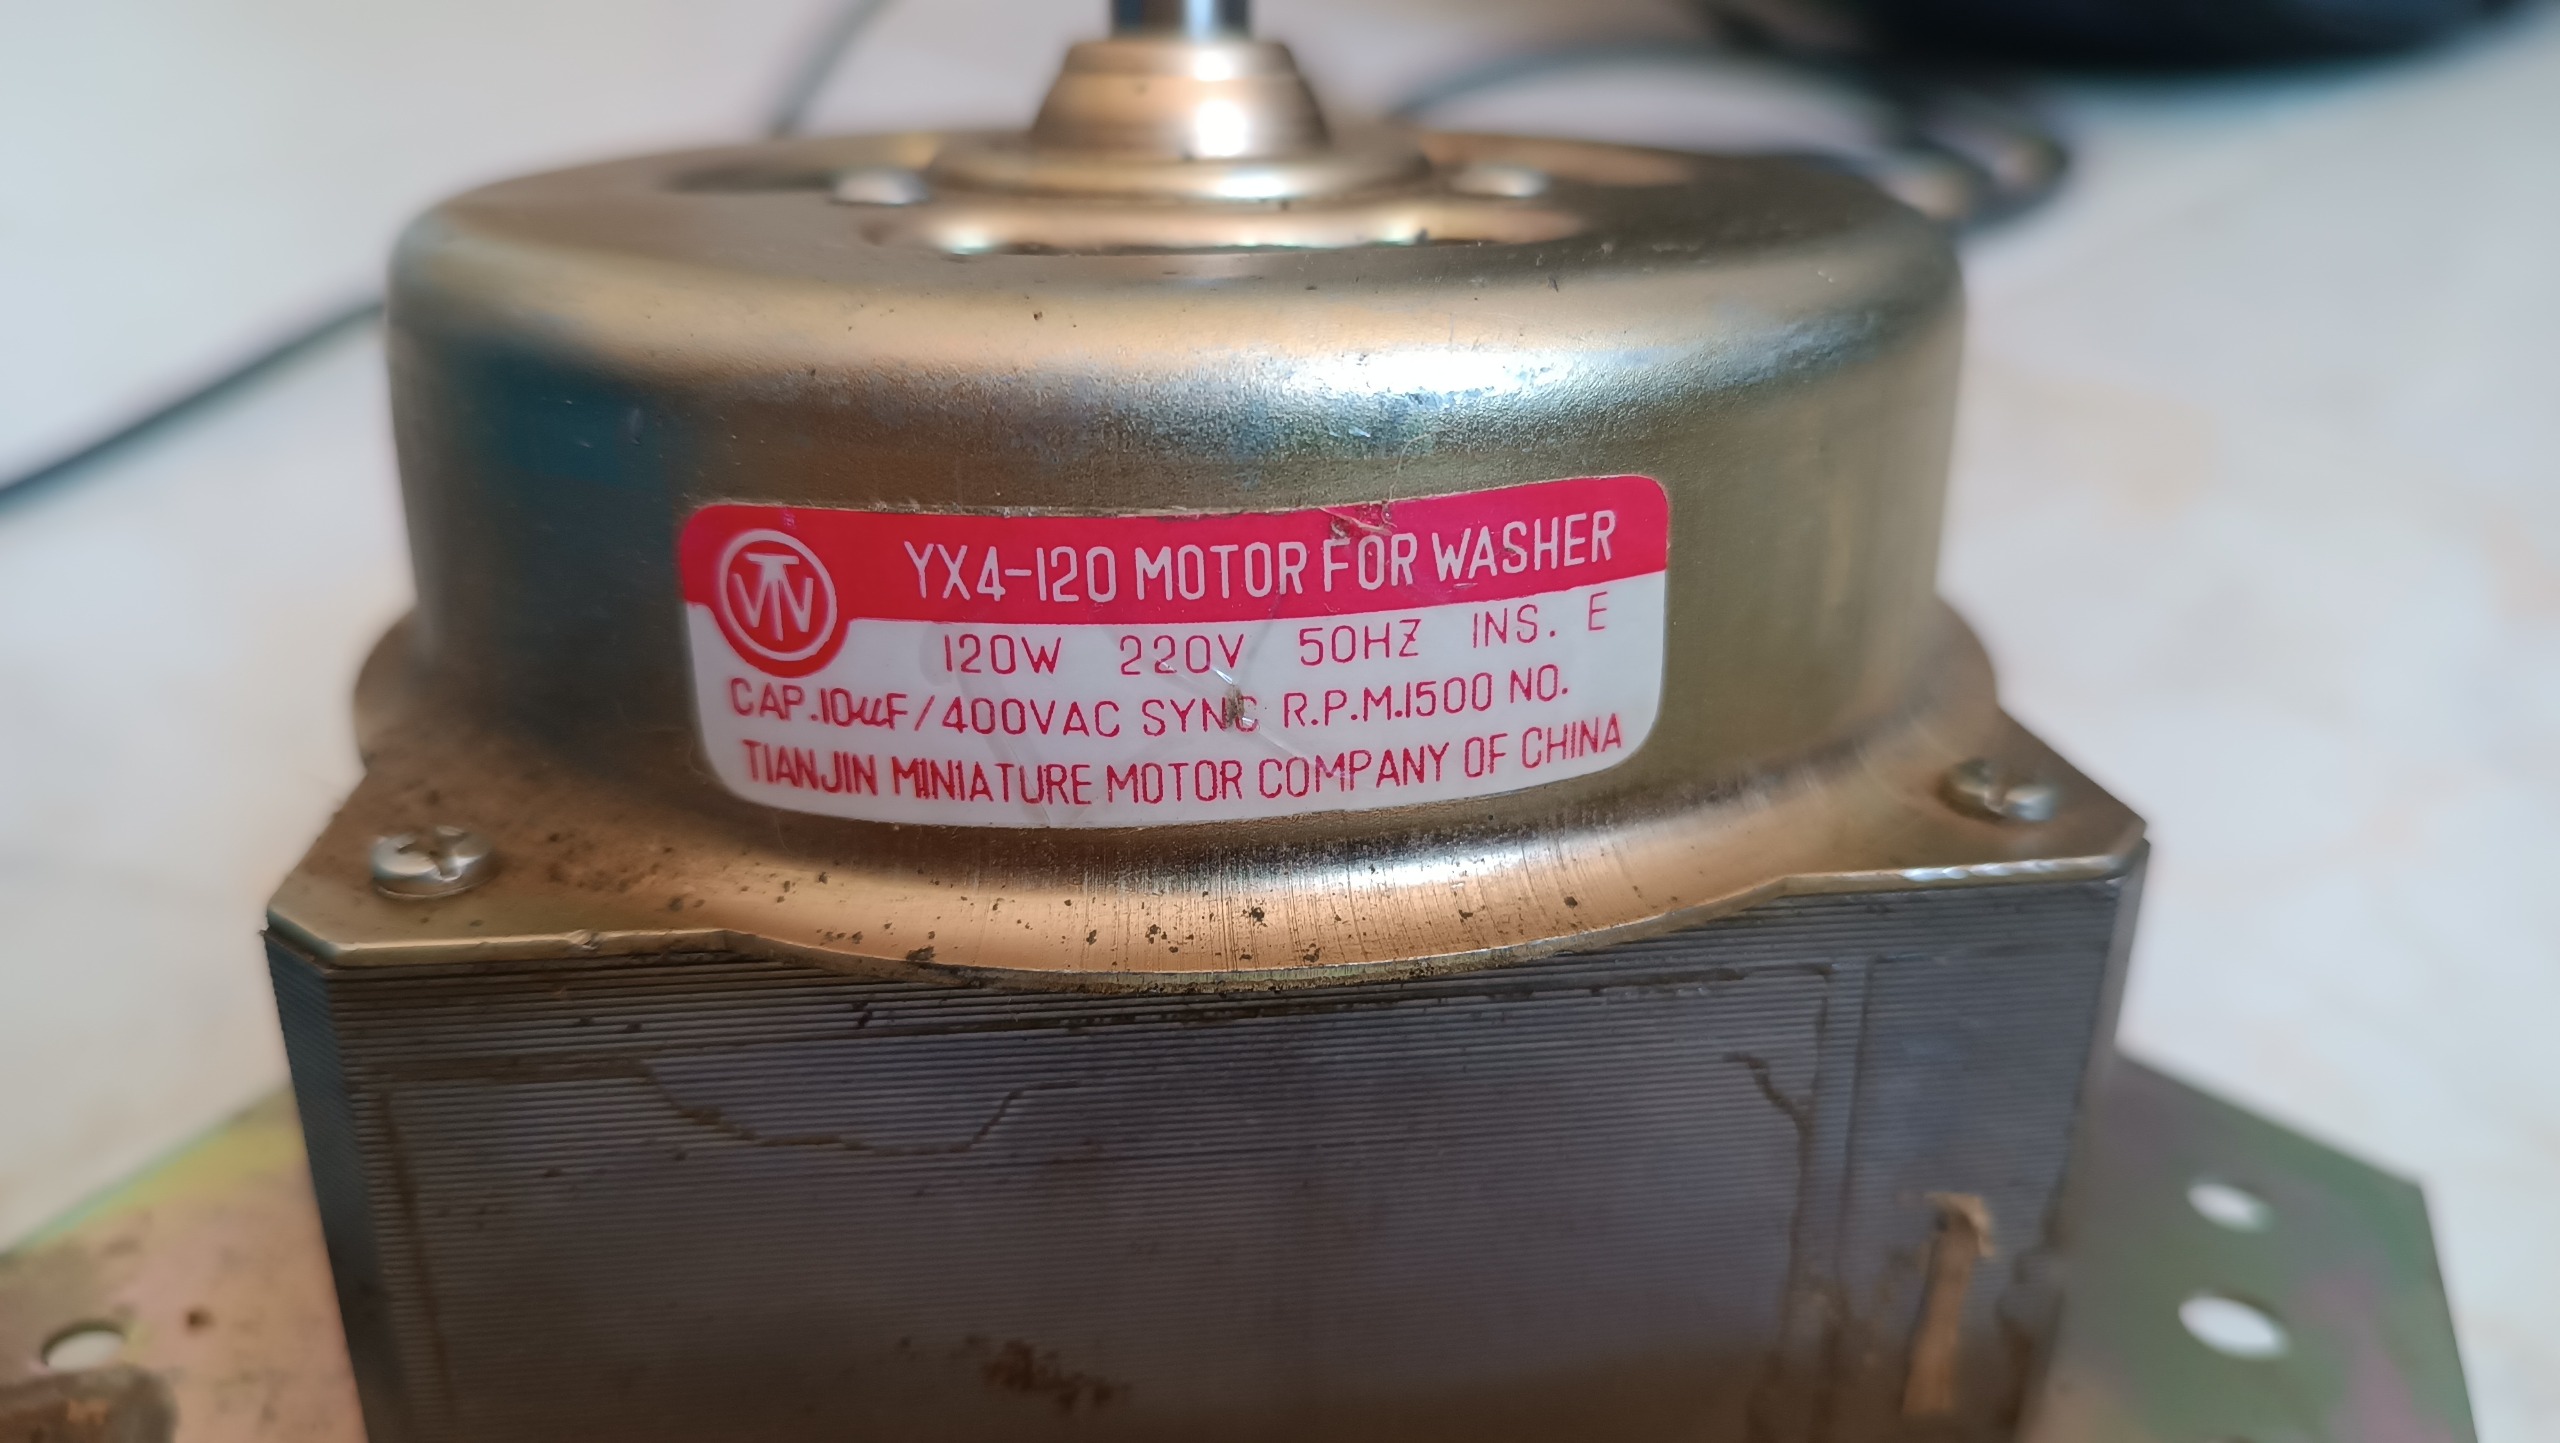 YX4-120 MOTOR FOR WASHER
120W 220V 50HZ INS. E
CAP.10µF/400VAC SYNC R.P.M.1500 NO.
TIANJIN MINIATURE MOTOR COMPANY OF CHINA